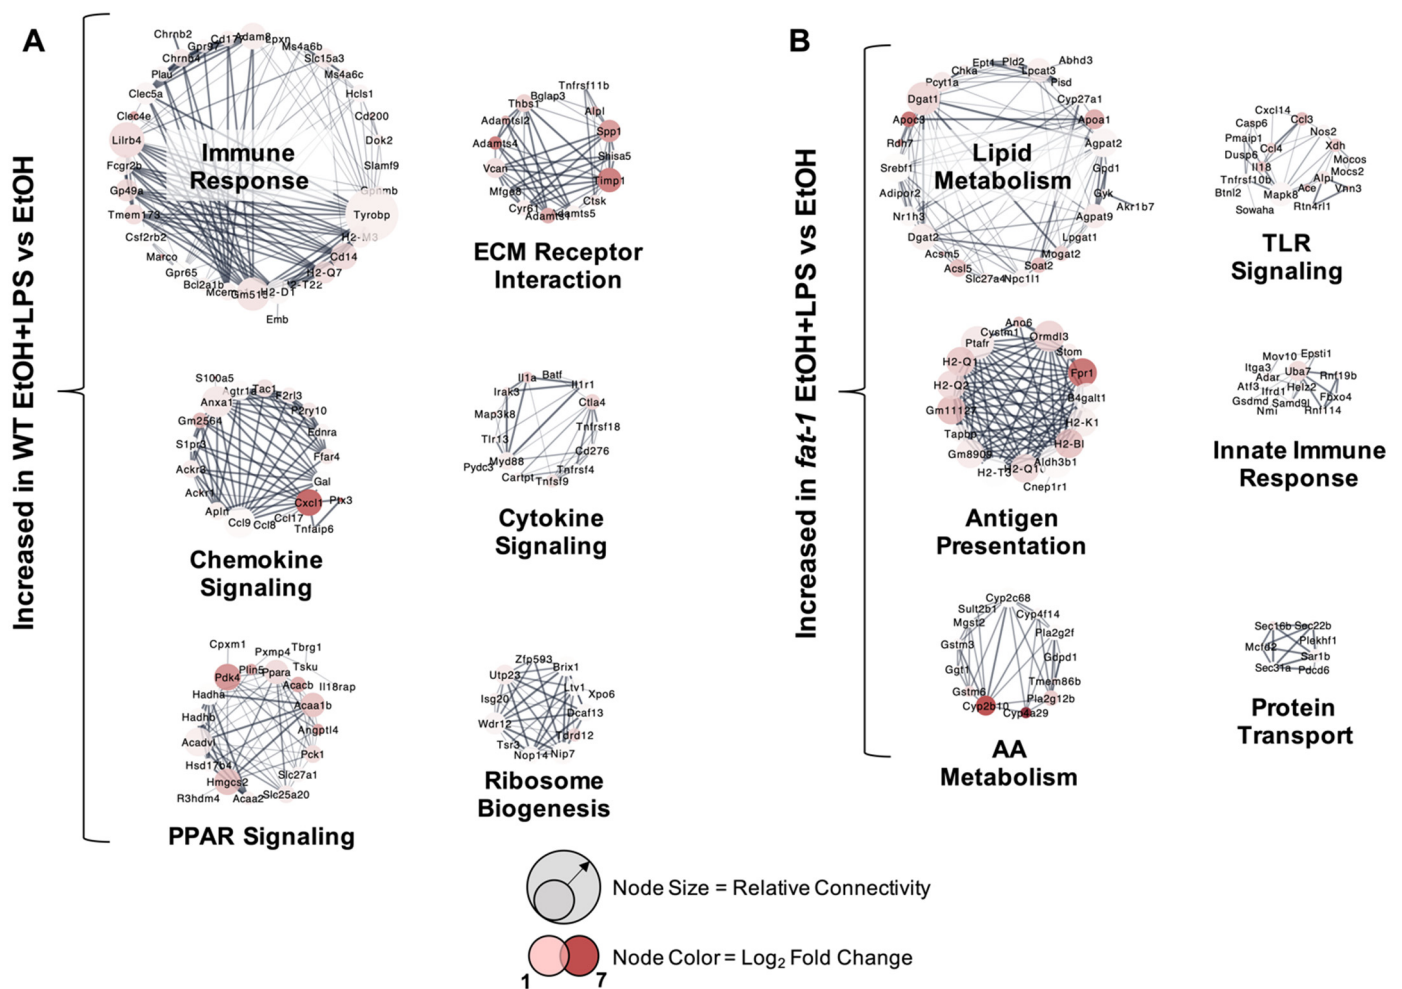 A
Increased in WT EtOH+LPS vs EtOH
Chrnb2
Gpr97
Adam8
Lpxn
Ms4a6b
Slc15a3
Chrnb4
Ms4a6c
Plau
Hcls1
Clec5a
Cd200
Clec4e
Dok2
Lilrb4
Slamf9
Fcgr2b
Gp49a
Tyrobp
Tmem173
H2-M3
Csf2rb2
Cd14
Marco
H2-Q7
Gpr65
Bcl2a1b
H2-D1
Emb
Immune
Response
Tnfrsf11b
Bglap3
Thbs1
Alpl
Adamtsl2
Spp1
Adamts4
Shisa5
Vcan
Timp1
Mfge8
Ctsk
Cyr61
ECM Receptor
Interaction
S100a5
Tac1
F2rl3
Anxa1
P2ry10
Gm2564
Ednra
S1pr3
Ffar4
Ackr3
Gal
Ackr1
Cxcl1
Ptx3
Apln
Ccl9
Ccl8
Ccl17
Tnfaip6
Chemokine
Signaling
Il1a
Batf
Il1r1
Irak3
Ctla4
Map3k8
Tnfrsf18
Tlr13
Cd276
Myd88
Pydc3
Tnfrsf4
Tnfsf9
Cytokine
Signaling
Cpxm1
Pxmp4
Tbrg1
Tsku
Pdk4
Plin5
Ppara
Acacb
Il18rap
Hadha
Acaa1b
Hadhb
Angptl4
Acadvl
Pck1
Hsd17b4
Slc27a1
Hmgcs2
R3hdm4
Acaa2
Slc25a20
PPAR Signaling
Zfp593
Brix1
Utp23
Ltv1
Xpo6
Isg20
Dcaf13
Wdr12
Tdrd12
Tsr3
Nop14
Nip7
Ribosome
Biogenesis
B
Increased in fat-1 EtOH+LPS vs EtOH
Ept1
Pld2
Abhd3
Chka
Lpcat3
Pisd
Pcyt1a
Dgat1
Cyp27a1
Apoc3
Apoa1
Rdh7
Agpat2
Srebf1
Gpd1
Adipor2
Gyk
Akr1b7
Nr1h3
Agpat9
Dgat2
Lpgat1
Acsm5
Mogat2
Acsl5
Soat2
Slc27a4
Npc1l1
Lipid
Metabolism
Cxcl14
Ccl3
Casp6
Nos2
Pmaip1
Ccl4
Xdh
Dusp6
Mocos
Il18
Mocs2
Tnfrsf10b
Alpl
Btnl2
Mapk8
Ace
Vnn3
Sowaha
Rtn4rl1
TLR
Signaling
Ano6
Cystm1
Ormdl3
Ptafr
Stom
H2-Q1
Fpr1
H2-Q2
B4galt1
Gm11127
H2-K1
Tapbp
H2-Bl
Gm8909
Aldh3b1
H2-T3
Cnep1r1
Antigen
Presentation
Mov10
Epsti1
Itga3
Uba7
Rnf19b
Adar
Atf3
Ifrd1
Helz2
Fbxo4
Gsdmd
Samd9l
Nmi
Rnf114
Innate Immune
Response
Cyp2c68
Sult2b1
Cyp4f14
Mgst2
Pla2g2f
Gstm3
Gdpd1
Ggt1
Tmem86b
Gstm6
Pla2g12b
Cyp2b10
Cyp4a29
AA
Metabolism
Sec16b
Sec22b
Plekhf1
Mcfd2
Sar1b
Sec31a
Pdcd6
Protein
Transport
Node Size = Relative Connectivity
Node Color = Log2 Fold Change
1
7